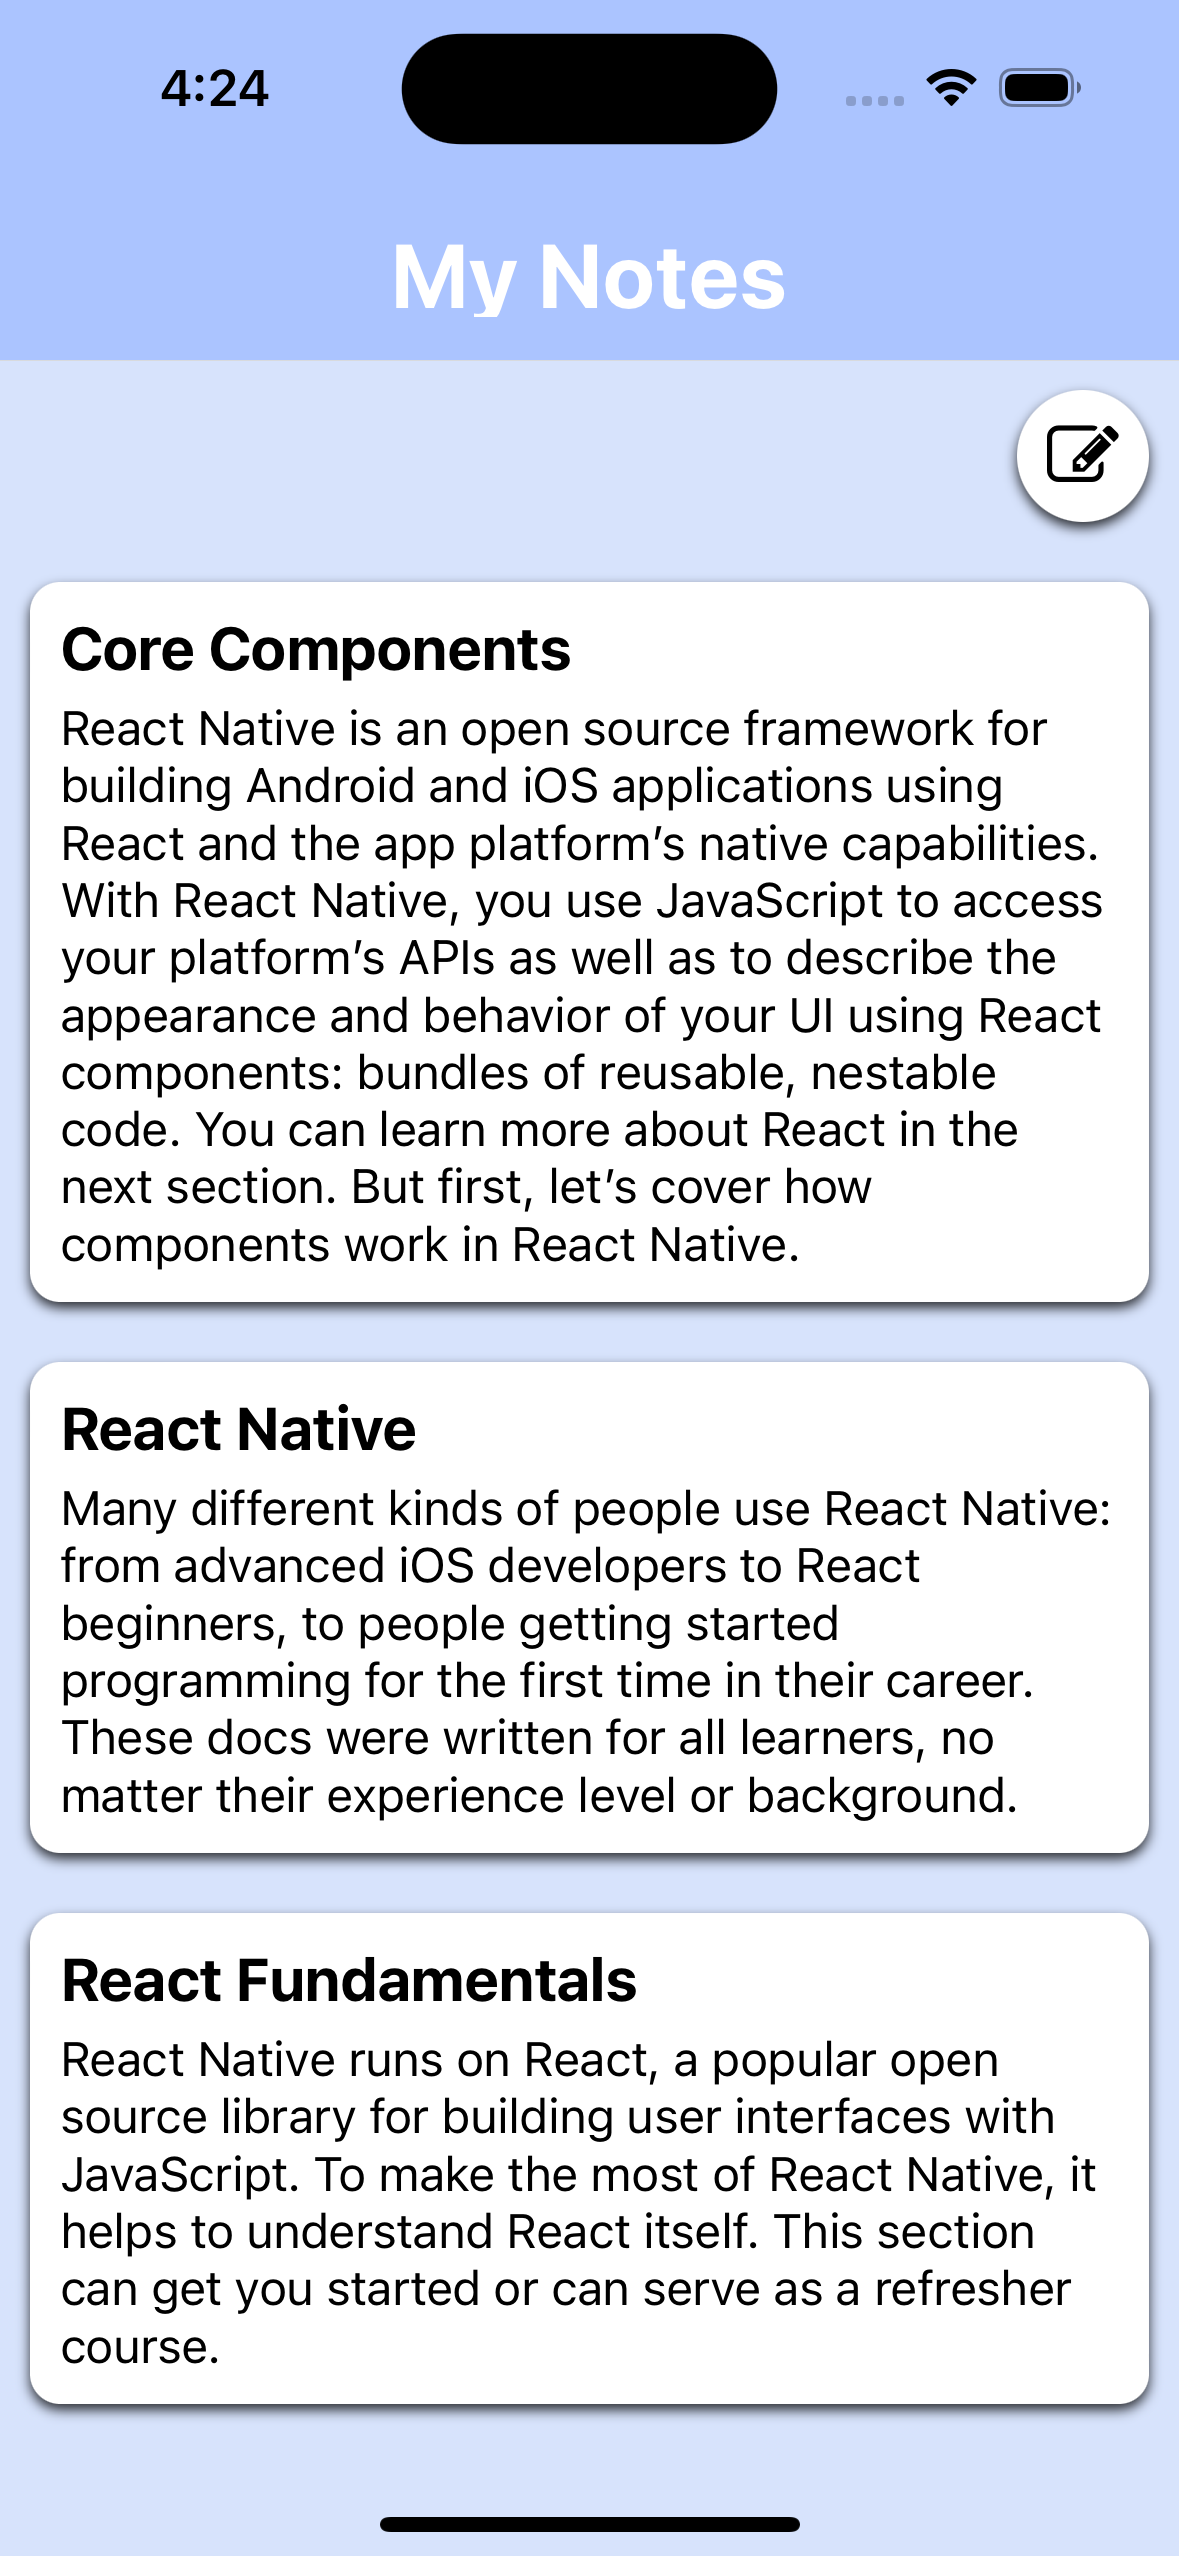 4:24
My Notes
Core Components
React Native is an open source framework for
building Android and iOS applications using
React and the app platform’s native capabilities.
With React Native, you use JavaScript to access
your platform’s APIs as well as to describe the
appearance and behavior of your UI using React
components: bundles of reusable, nestable
code. You can learn more about React in the
next section. But first, let’s cover how
components work in React Native.
React Native
Many different kinds of people use React Native:
from advanced iOS developers to React
beginners, to people getting started
programming for the first time in their career.
These docs were written for all learners, no
matter their experience level or background.
React Fundamentals
React Native runs on React, a popular open
source library for building user interfaces with
JavaScript. To make the most of React Native, it
helps to understand React itself. This section
can get you started or can serve as a refresher
course.